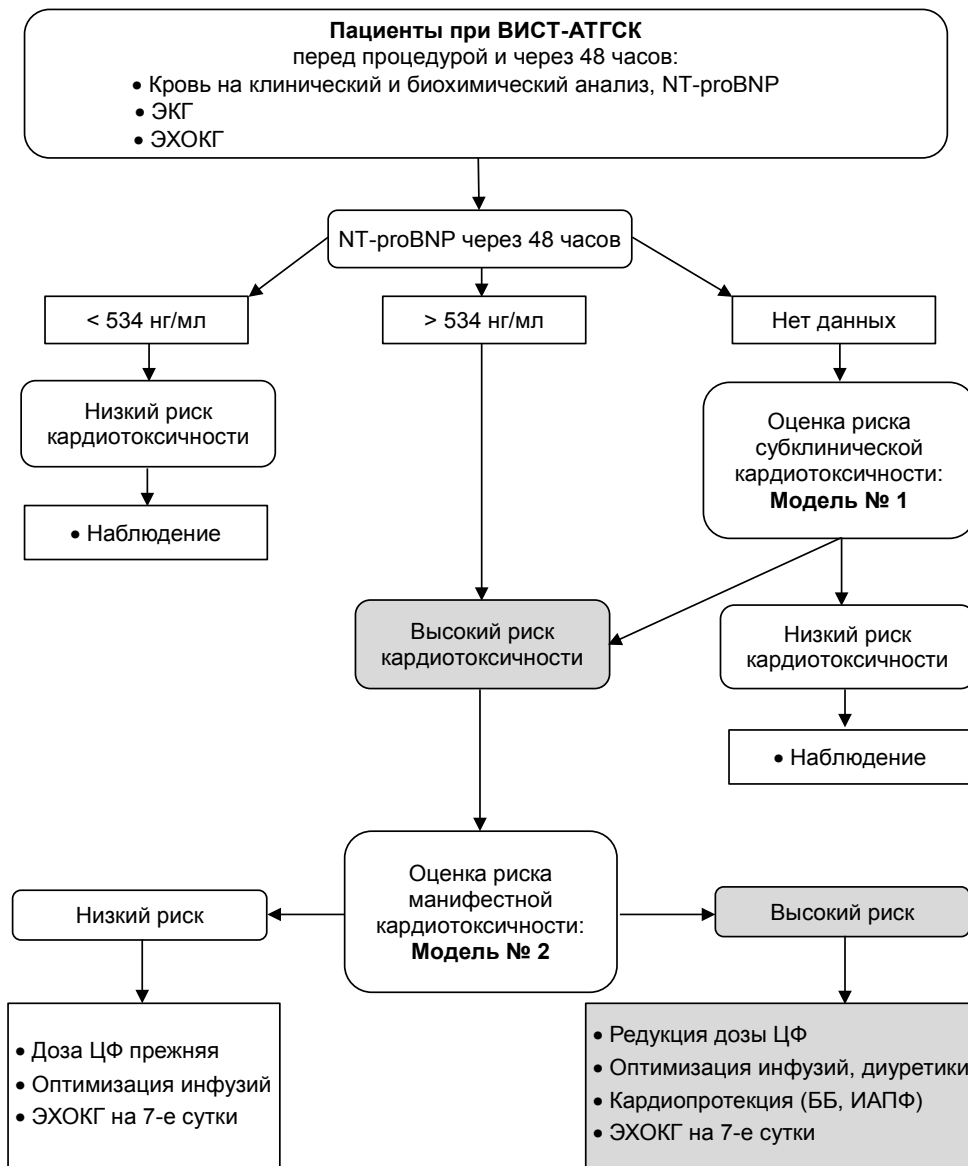 Пациенты при ВИСТ-АТГСК
перед процедурой и через 48 часов:
• Кровь на клинический и биохимический анализ, NT-proBNP
• ЭКГ
• ЭХОКГ
NT-proBNP через 48 часов
< 534 нг/мл
> 534 нг/мл
Нет данных
Низкий риск
кардиотоксичности
Оценка риска
субклинической
кардиотоксичности:
Модель № 1
• Наблюдение
Высокий риск
кардиотоксичности
Низкий риск
кардиотоксичности
• Наблюдение
Оценка риска
манифестной
кардиотоксичности:
Модель № 2
Низкий риск
Высокий риск
• Доза ЦФ прежняя
• Оптимизация инфузий
• ЭХОКГ на 7-е сутки
• Редукция дозы ЦФ
• Оптимизация инфузий, диуретики
• Кардиопротекция (ББ, ИАПФ)
• ЭХОКГ на 7-е сутки